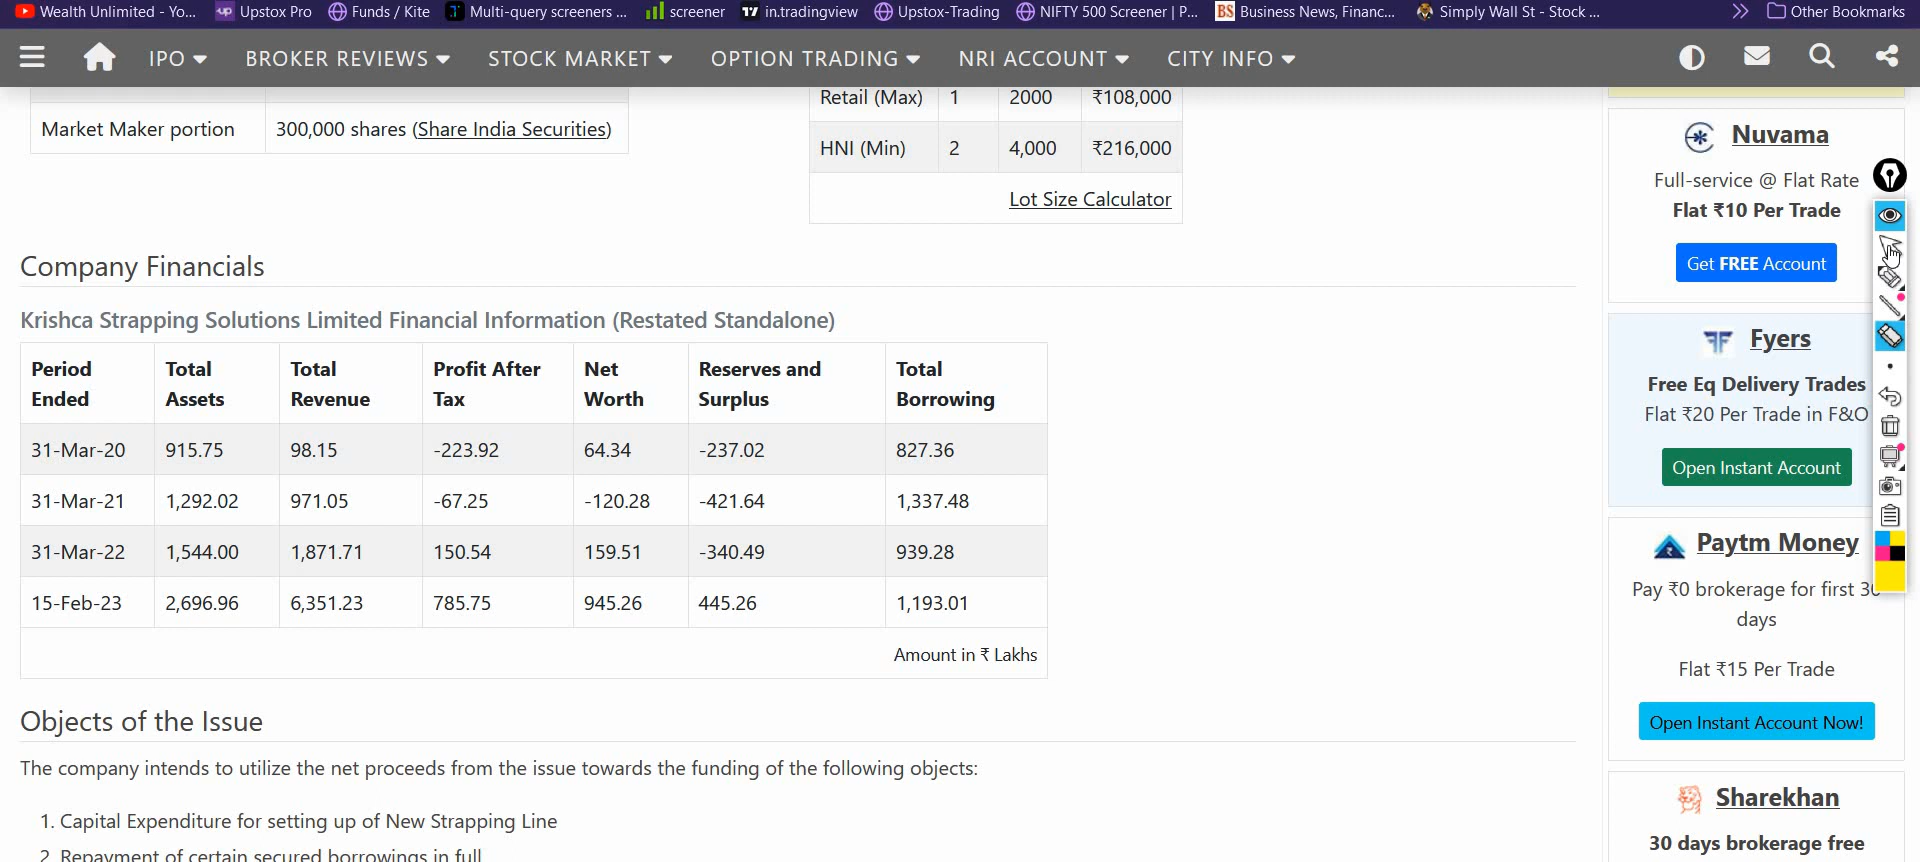 Wealth Unlimited - Yo... Upstox Pro Funds / Kite Multi-query screeners ... screener in.tradingview Upstox-Trading NIFTY 500 Screener | P... BS Business News, Financ... Simply Wall St - Stock ... Other Bookmarks
IPO BROKER REVIEWS STOCK MARKET OPTION TRADING NRI ACCOUNT CITY INFO
Retail (Max) 1 2000 ₹108,000
Market Maker portion 300,000 shares (Share India Securities)
HNI (Min) 2 4,000 ₹216,000
Lot Size Calculator
Company Financials
Krishca Strapping Solutions Limited Financial Information (Restated Standalone)
Period Ended Total Assets Total Revenue Profit After Tax Net Worth Reserves and Surplus Total Borrowing
31-Mar-20 915.75 98.15 -223.92 64.34 -237.02 827.36
31-Mar-21 1,292.02 971.05 -67.25 -120.28 -421.64 1,337.48
31-Mar-22 1,544.00 1,871.71 150.54 159.51 -340.49 939.28
15-Feb-23 2,696.96 6,351.23 785.75 945.26 445.26 1,193.01
Amount in ₹ Lakhs
Objects of the Issue
The company intends to utilize the net proceeds from the issue towards the funding of the following objects:
1. Capital Expenditure for setting up of New Strapping Line
2. Repayment of certain secured borrowings in full
Nuvama
Full-service @ Flat Rate
Flat ₹10 Per Trade
Get FREE Account
Fyers
Free Eq Delivery Trades
Flat ₹20 Per Trade in F&O
Open Instant Account
Paytm Money
Pay ₹0 brokerage for first 30
days
Flat ₹15 Per Trade
Open Instant Account Now!
Sharekhan
30 days brokerage free